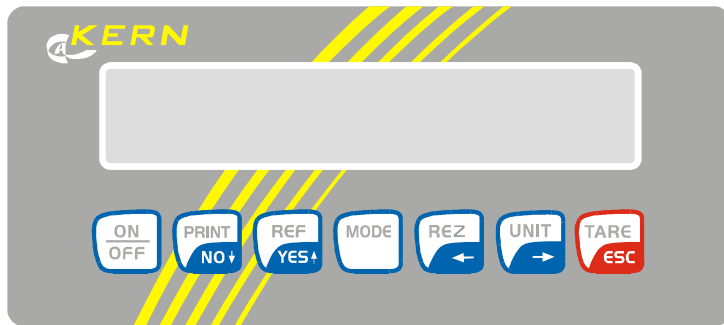 KERN
ON
OFF
PRINT
NO↓
REF
YES↑
MODE
REZ
←
UNIT
→
TARE
ESC